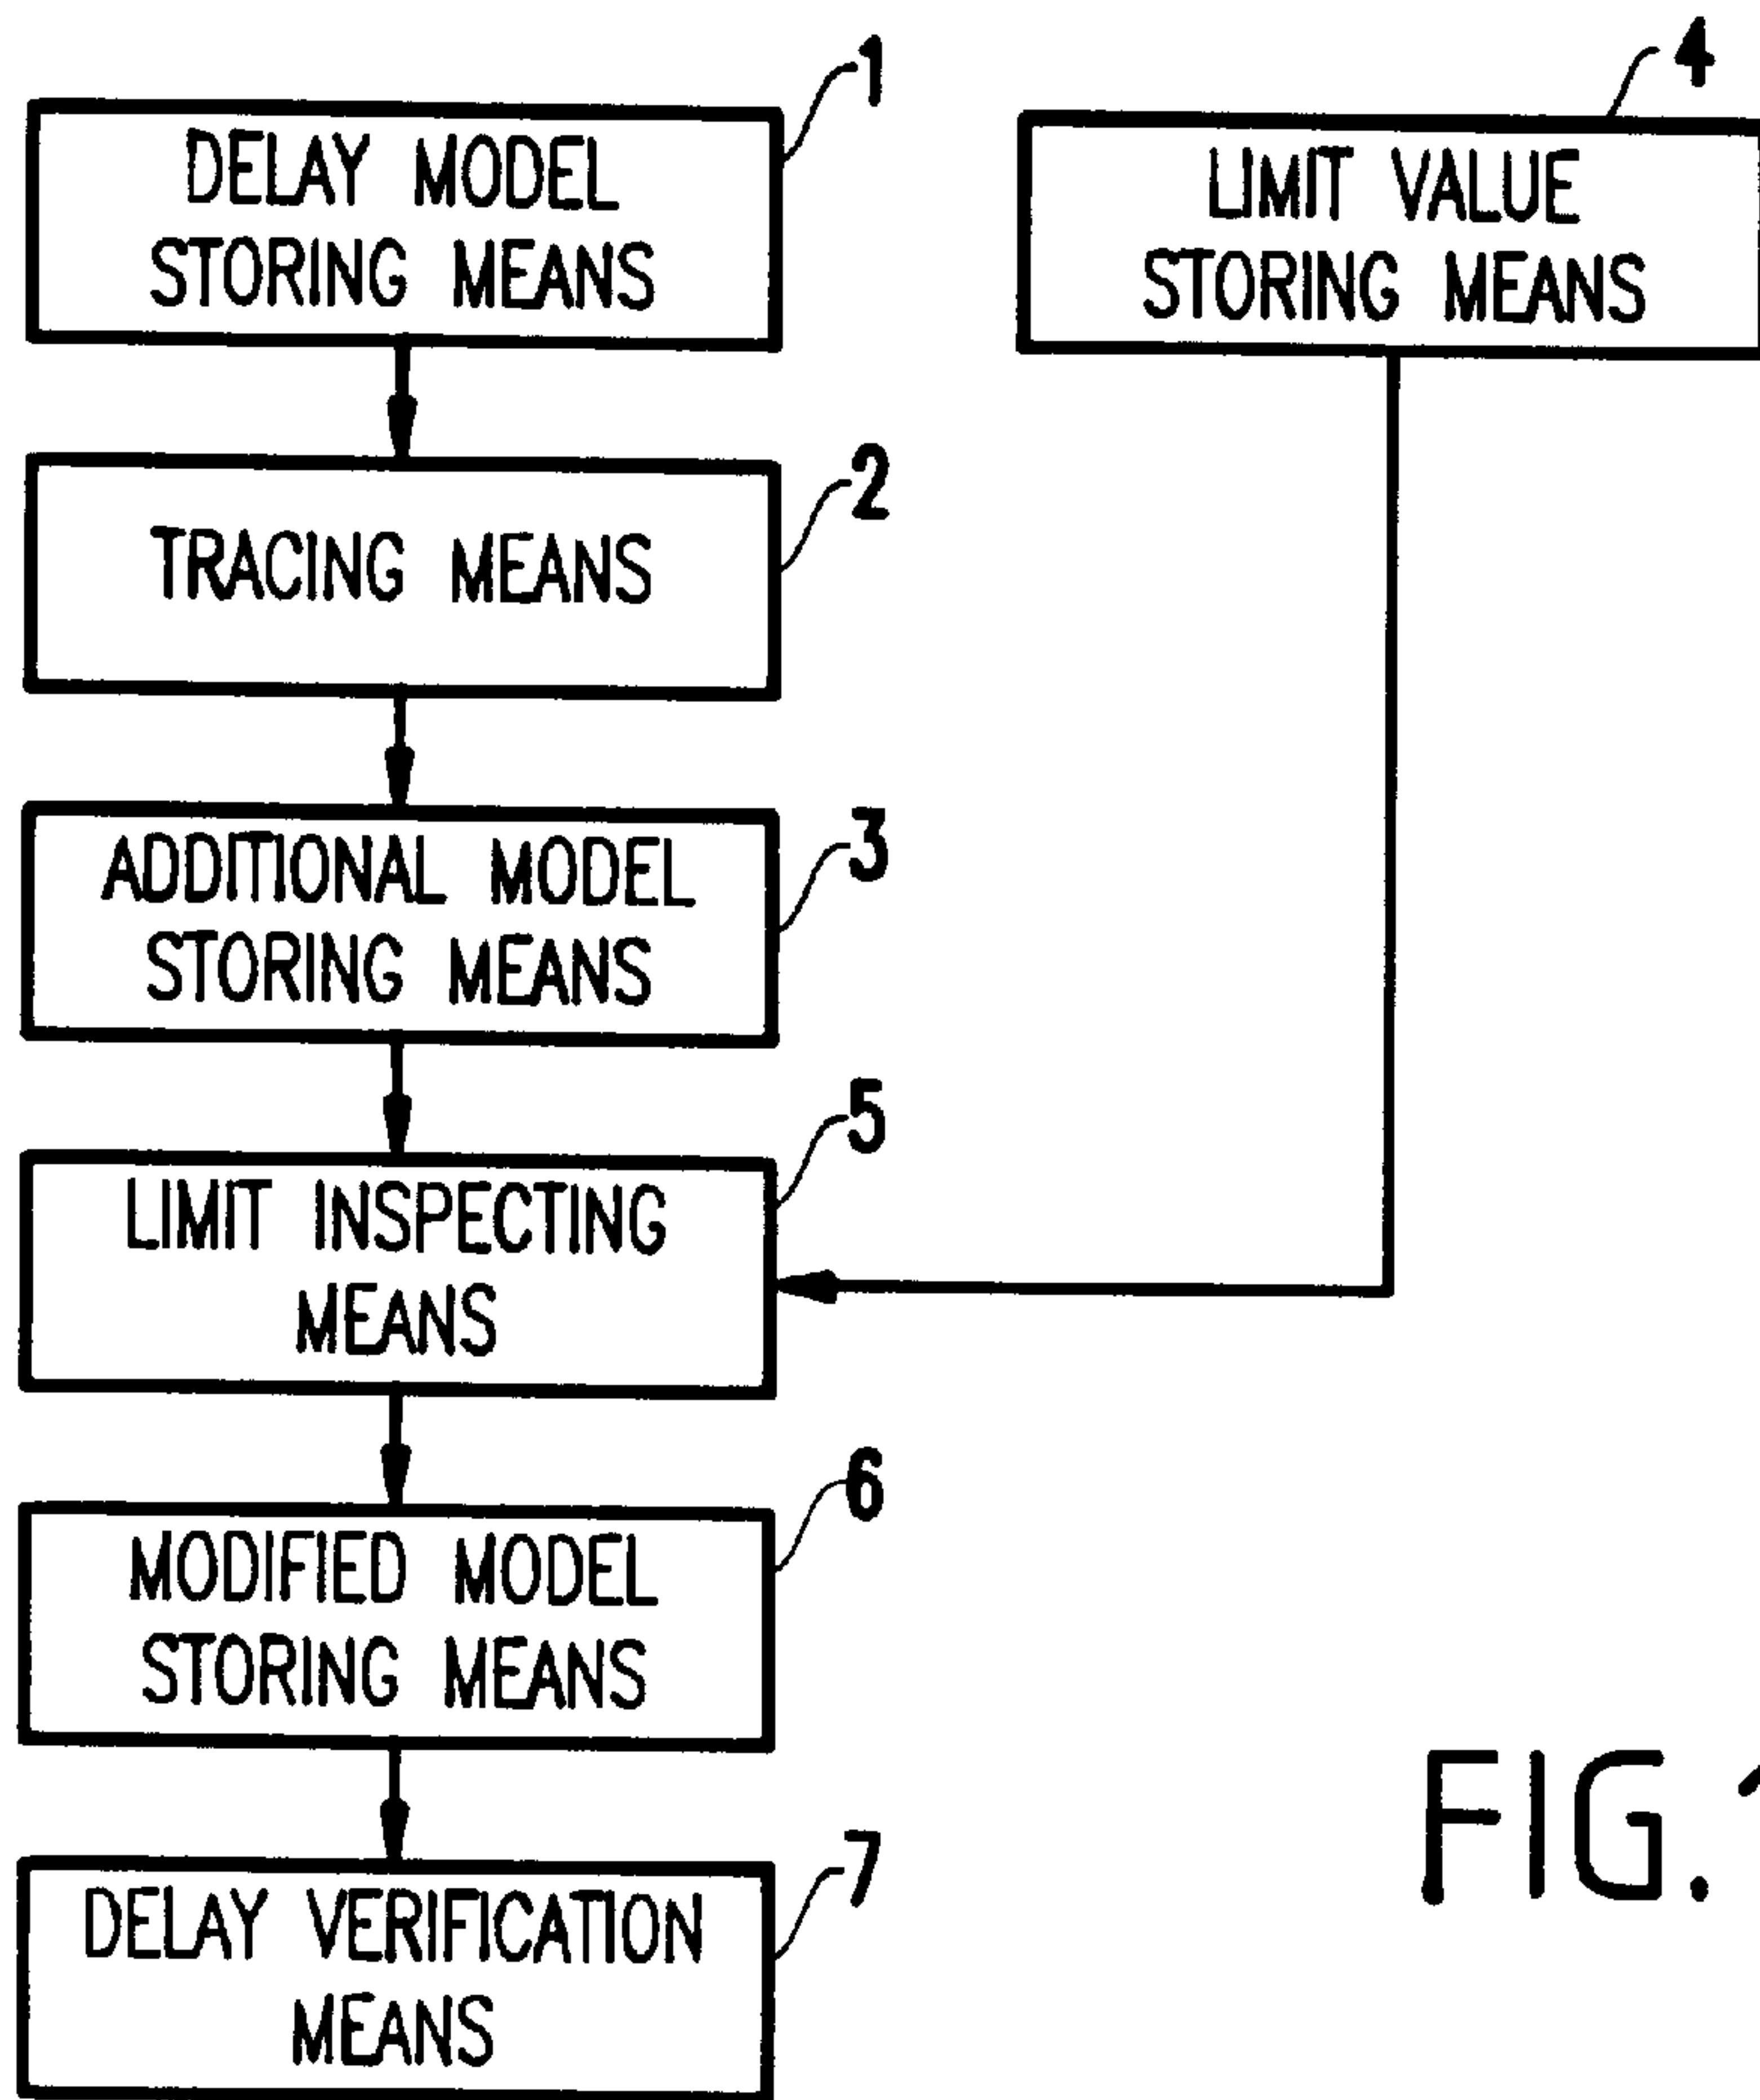 1
DELAY MODEL
STORING MEANS
4
LIMIT VALUE
STORING MEANS
2
TRACING MEANS
3
ADDITIONAL MODEL
STORING MEANS
5
LIMIT INSPECTING
MEANS
6
MODIFIED MODEL
STORING MEANS
7
DELAY VERIFICATION
MEANS
FIG.